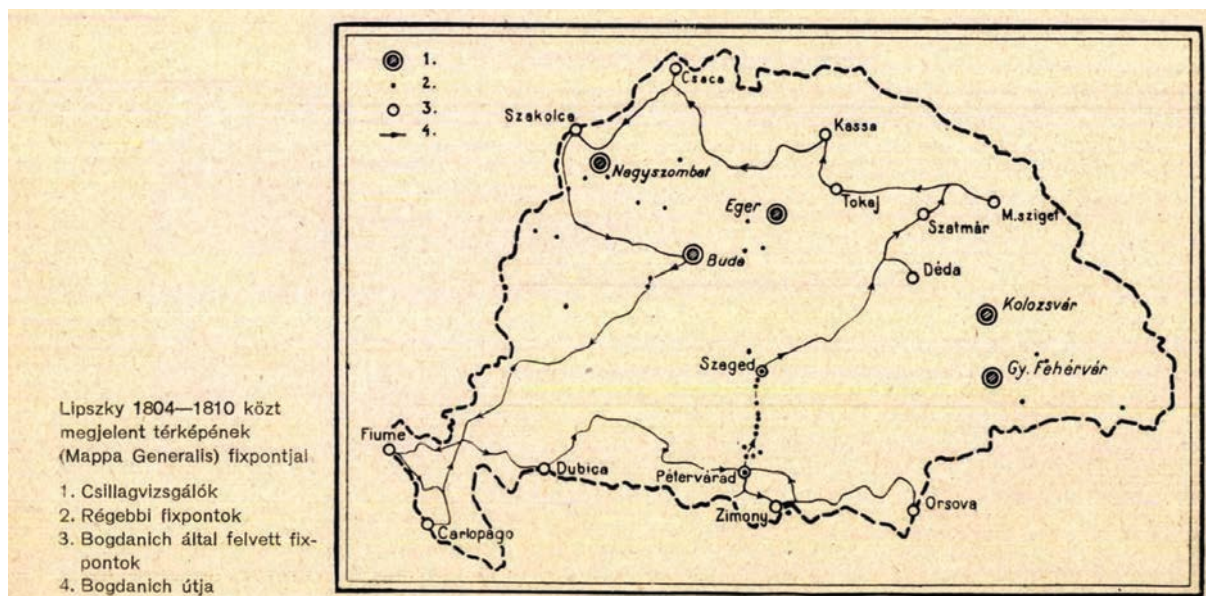 1.
2.
3.
4.
Csaca
Szakolca
Kassa
Nagyszombat
Tokaj
M.sziget
Eger
Szatmár
Buda
Déda
Kolozsvár
Szeged
Gy. Fehérvár
Fiume
Dubica
Pétervárad
Zimony
Orsova
Carlopágo
Lipszky 1804—1810 közt
megjelent térképének
(Mappa Generalis) fixpontjai
1. Csillagvizsgálók
2. Régebbi fixpontok
3. Bogdanich által felvett fix-
pontok
4. Bogdanich útja